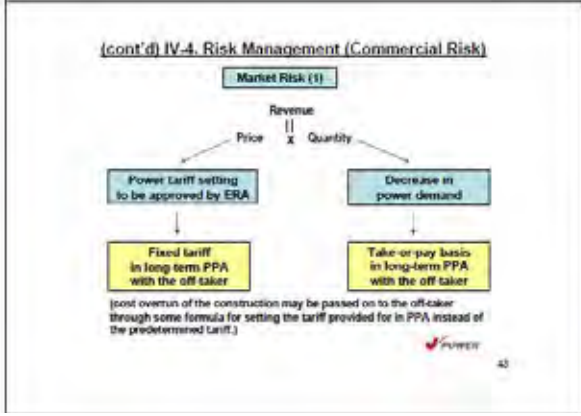 (cont'd) IV-4. Risk Management (Commercial Risk)
Market Risk (1)
Revenue
||
Price x Quantity
Power tariff setting
to be approved by ERA
Decrease in
power demand
Fixed tariff
in long-term PPA
with the off-taker
Take-or-pay basis
in long-term PPA
with the off-taker
(cost overrun of the construction may be passed on to the off-taker
through some formula for setting the tariff provided for in PPA instead of
the predetermined tariff.)
POWER
43